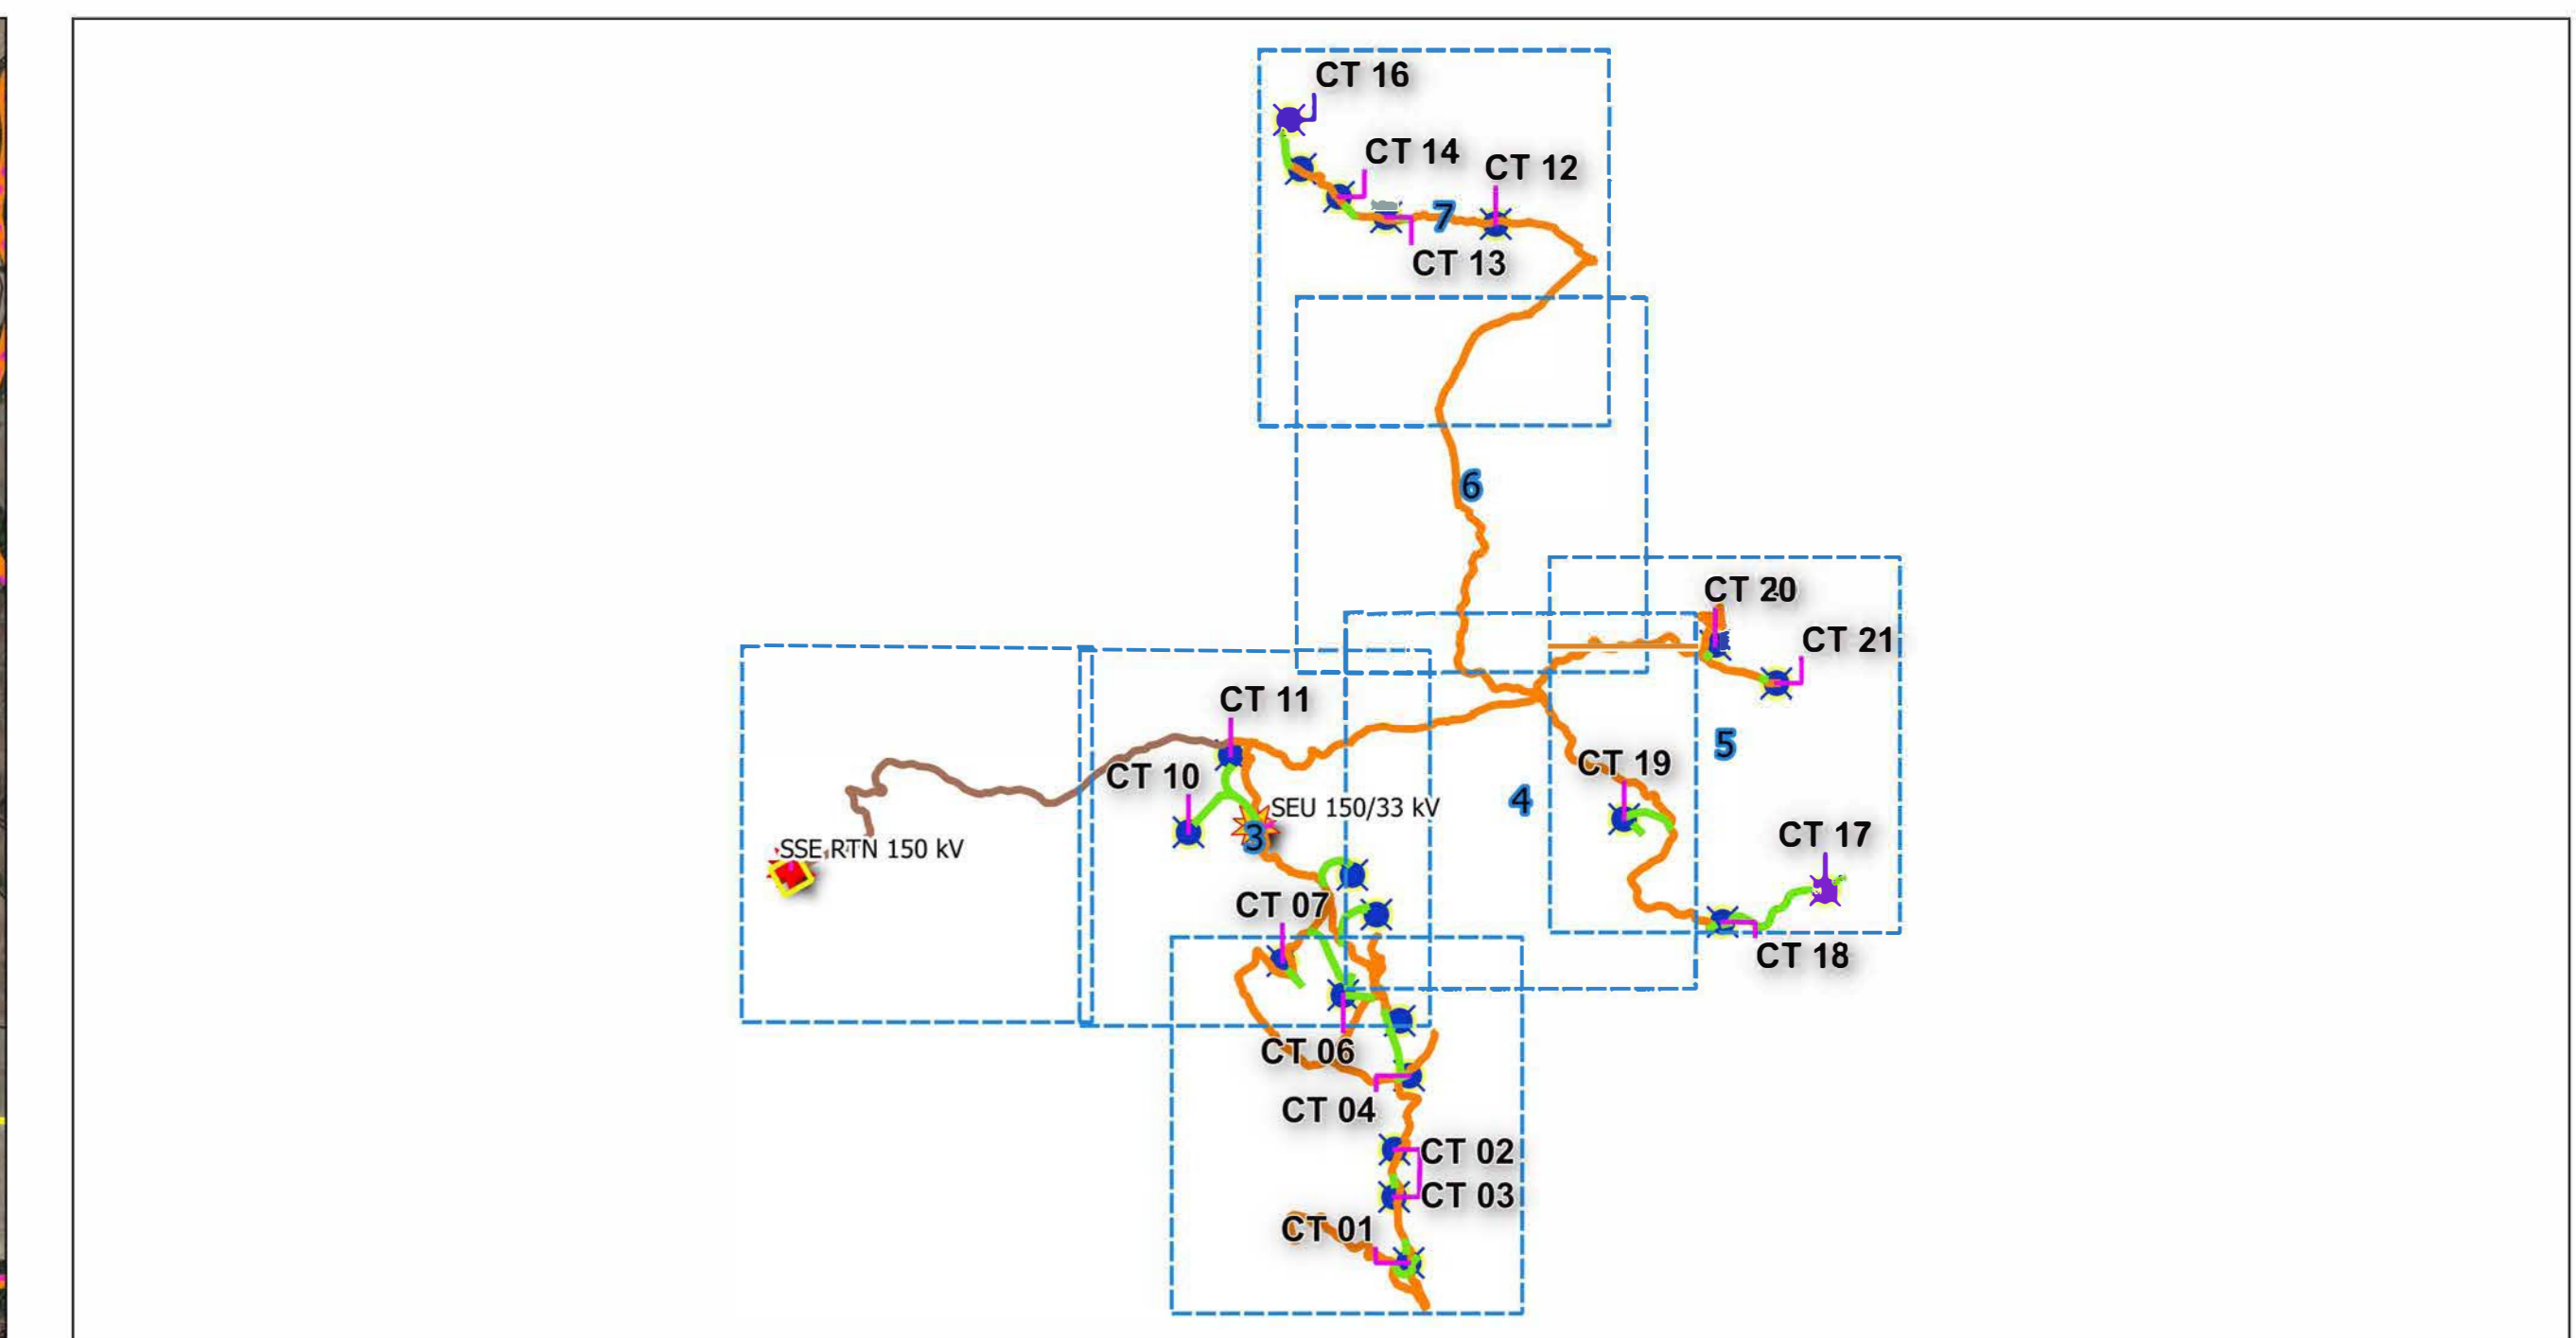 CT 16
CT 14
CT 12
7
CT 13
6
CT 20
CT 21
CT 11
5
CT 19
CT 10
4
SEU 150/33 kV
3
CT 17
SSE RTN 150 kV
CT 07
CT 18
CT 06
CT 04
CT 02
CT 03
CT 01